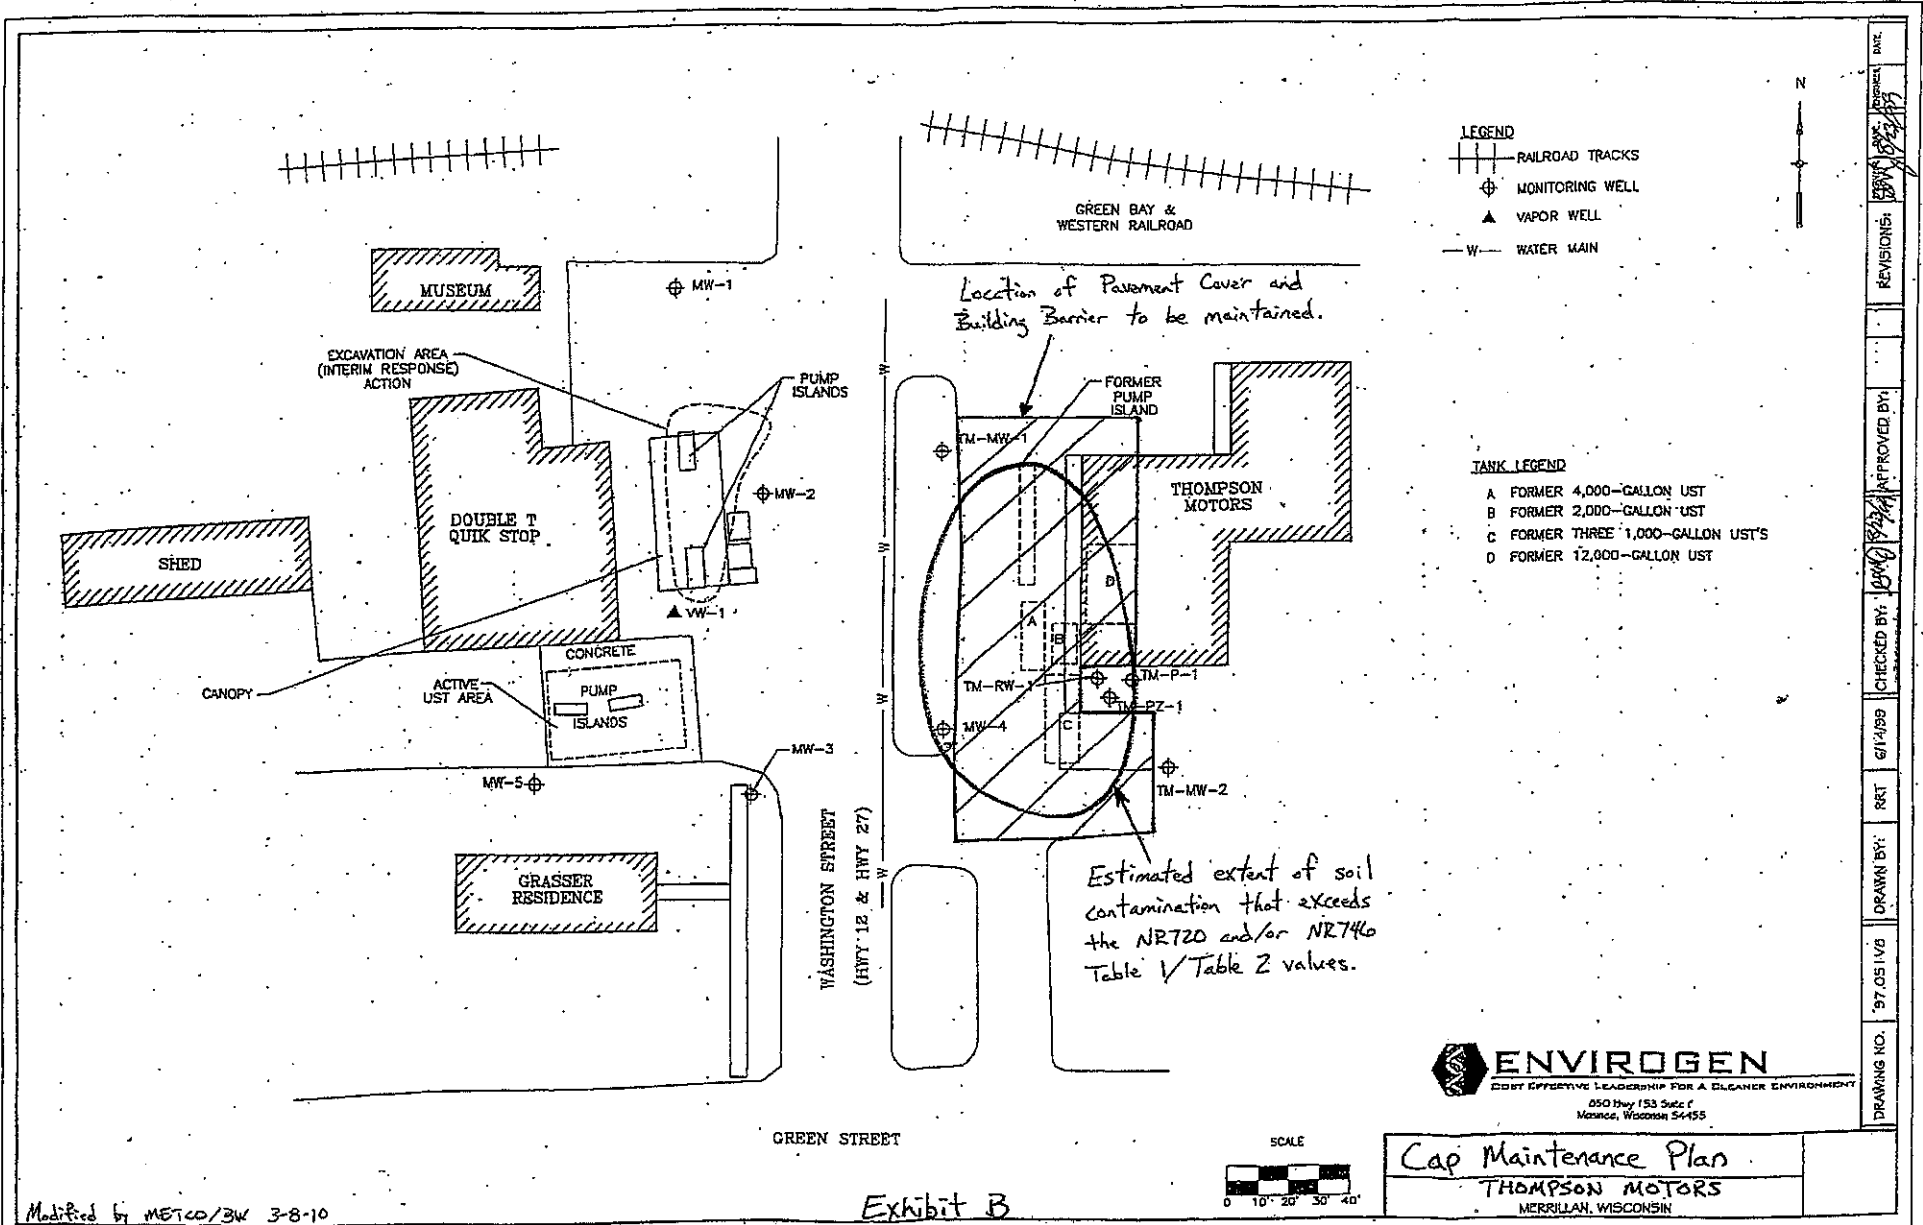 N
LEGEND
RAILROAD TRACKS
MONITORING WELL
VAPOR WELL
W
WATER MAIN
GREEN BAY &
WESTERN RAILROAD
MUSEUM
MW-1
Location of Pavement Cover and
Building Barrier to be maintained.
EXCAVATION AREA
(INTERIM RESPONSE)
ACTION
PUMP
ISLANDS
W
FORMER
PUMP
ISLAND
TM-MW-1
MW-2
THOMPSON
MOTORS
TANK LEGEND
A FORMER 4,000-GALLON UST
B FORMER 2,000-GALLON UST
C FORMER THREE 1,000-GALLON UST'S
D FORMER 12,000-GALLON UST
DOUBLE T
QUIK STOP
W
SHED
D
VW-1
A
B
CONCRETE
CANOPY
ACTIVE
UST AREA
PUMP
ISLANDS
TM-RW-1
TM-P-1
TM-PZ-1
W
MW-4
C
MW-3
MW-5
TM-MW-2
WASHINGTON STREET
(HWY 12 & HWY 27)
W
GRASSER
RESIDENCE
Estimated extent of soil
contamination that exceeds
the NR720 and/or NR746
Table 1/Table 2 values.
GREEN STREET
ENVIROGEN
COST EFFECTIVE LEADERSHIP FOR A CLEANER ENVIRONMENT
850 Hwy 153 Suite F
Mosinee, Wisconsin 54455
SCALE
0 10' 20' 30' 40'
Cap Maintenance Plan
THOMPSON MOTORS
MERRILLAN, WISCONSIN
Modified by METCO/BW 3-8-10
Exhibit B
DRAWING NO. 97.051VB
DRAWN BY: RRT 6/14/99
CHECKED BY:
APPROVED BY:
REVISIONS:
DATE